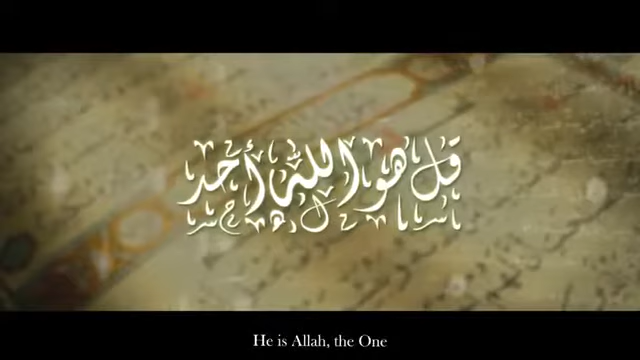 قل هو الله أحد
He is Allah, the One